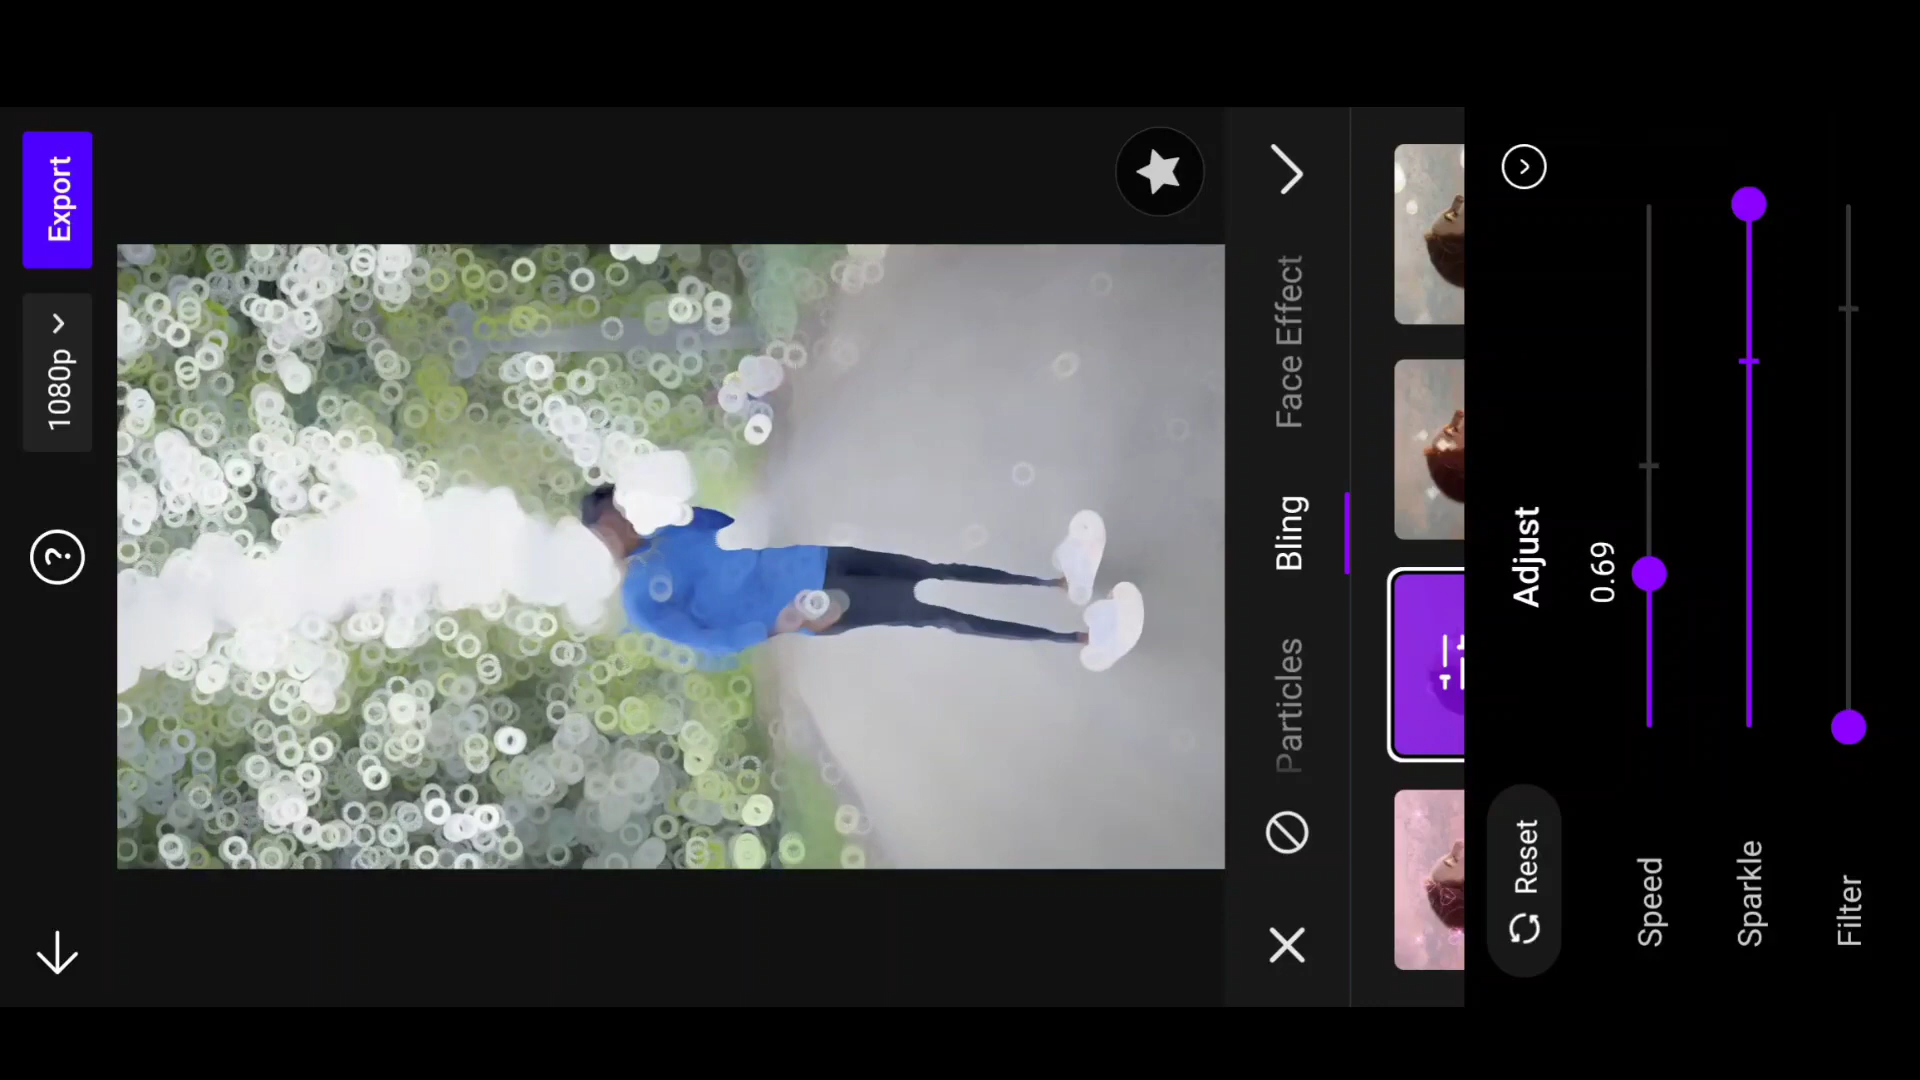 ?
1080p
Export
Particles
Bling
Face Effect
Reset
Adjust
0.69
Speed
Sparkle
Filter